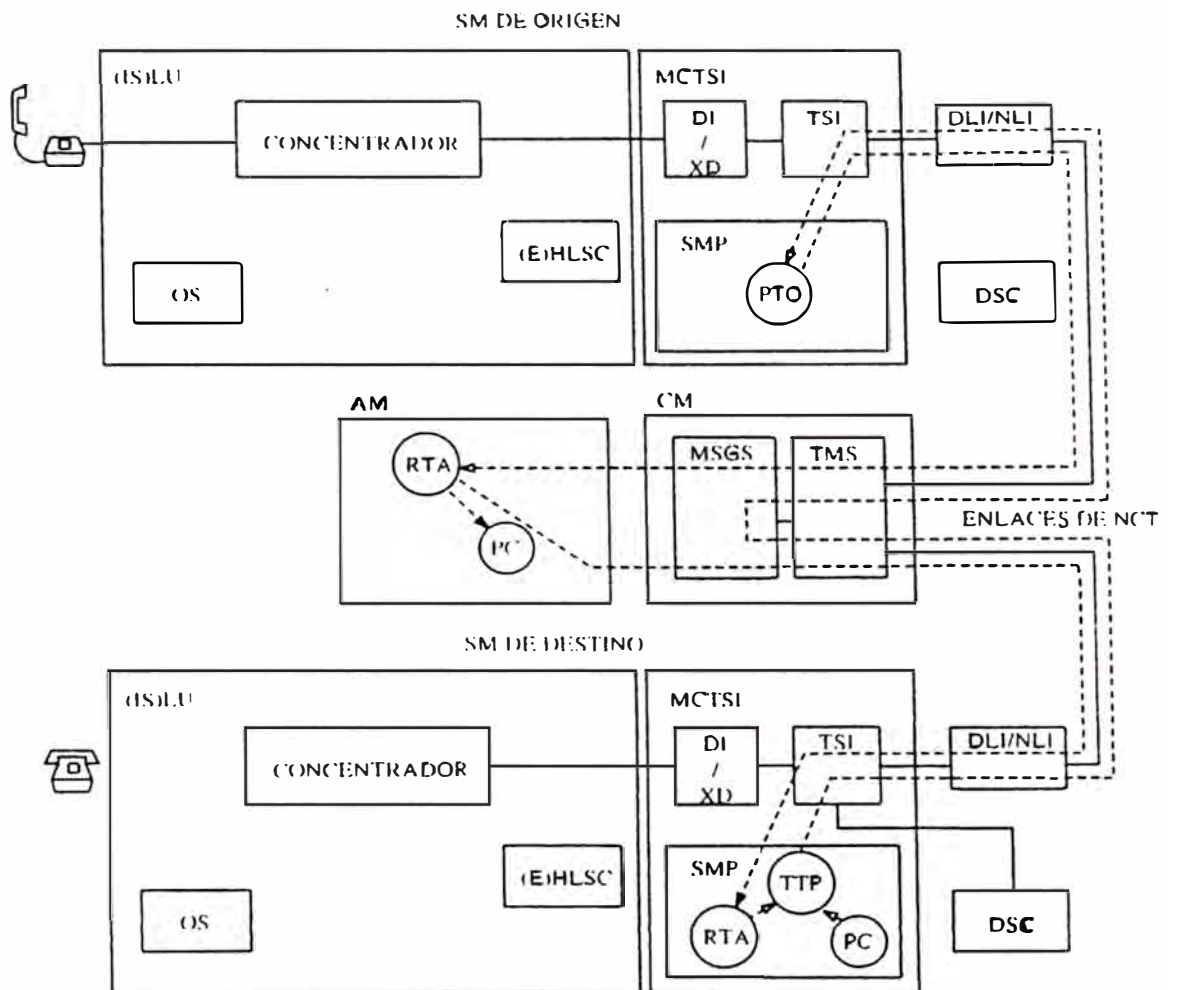 SM DE ORIGEN
(IS)LU
MCTSI
CONCENTRADOR
DI
/
XD
TSI
DLI/NLI
(E)HLSC
OS
SMP
PTO
DSC
AM
CM
RTA
PC
MSGS
TMS
ENLACES DE NCT
SM DE DESTINO
(IS)LU
MCTSI
CONCENTRADOR
DI
/
XD
TSI
DLI/NLI
(E)HLSC
OS
SMP
TTP
RTA
PC
DSC